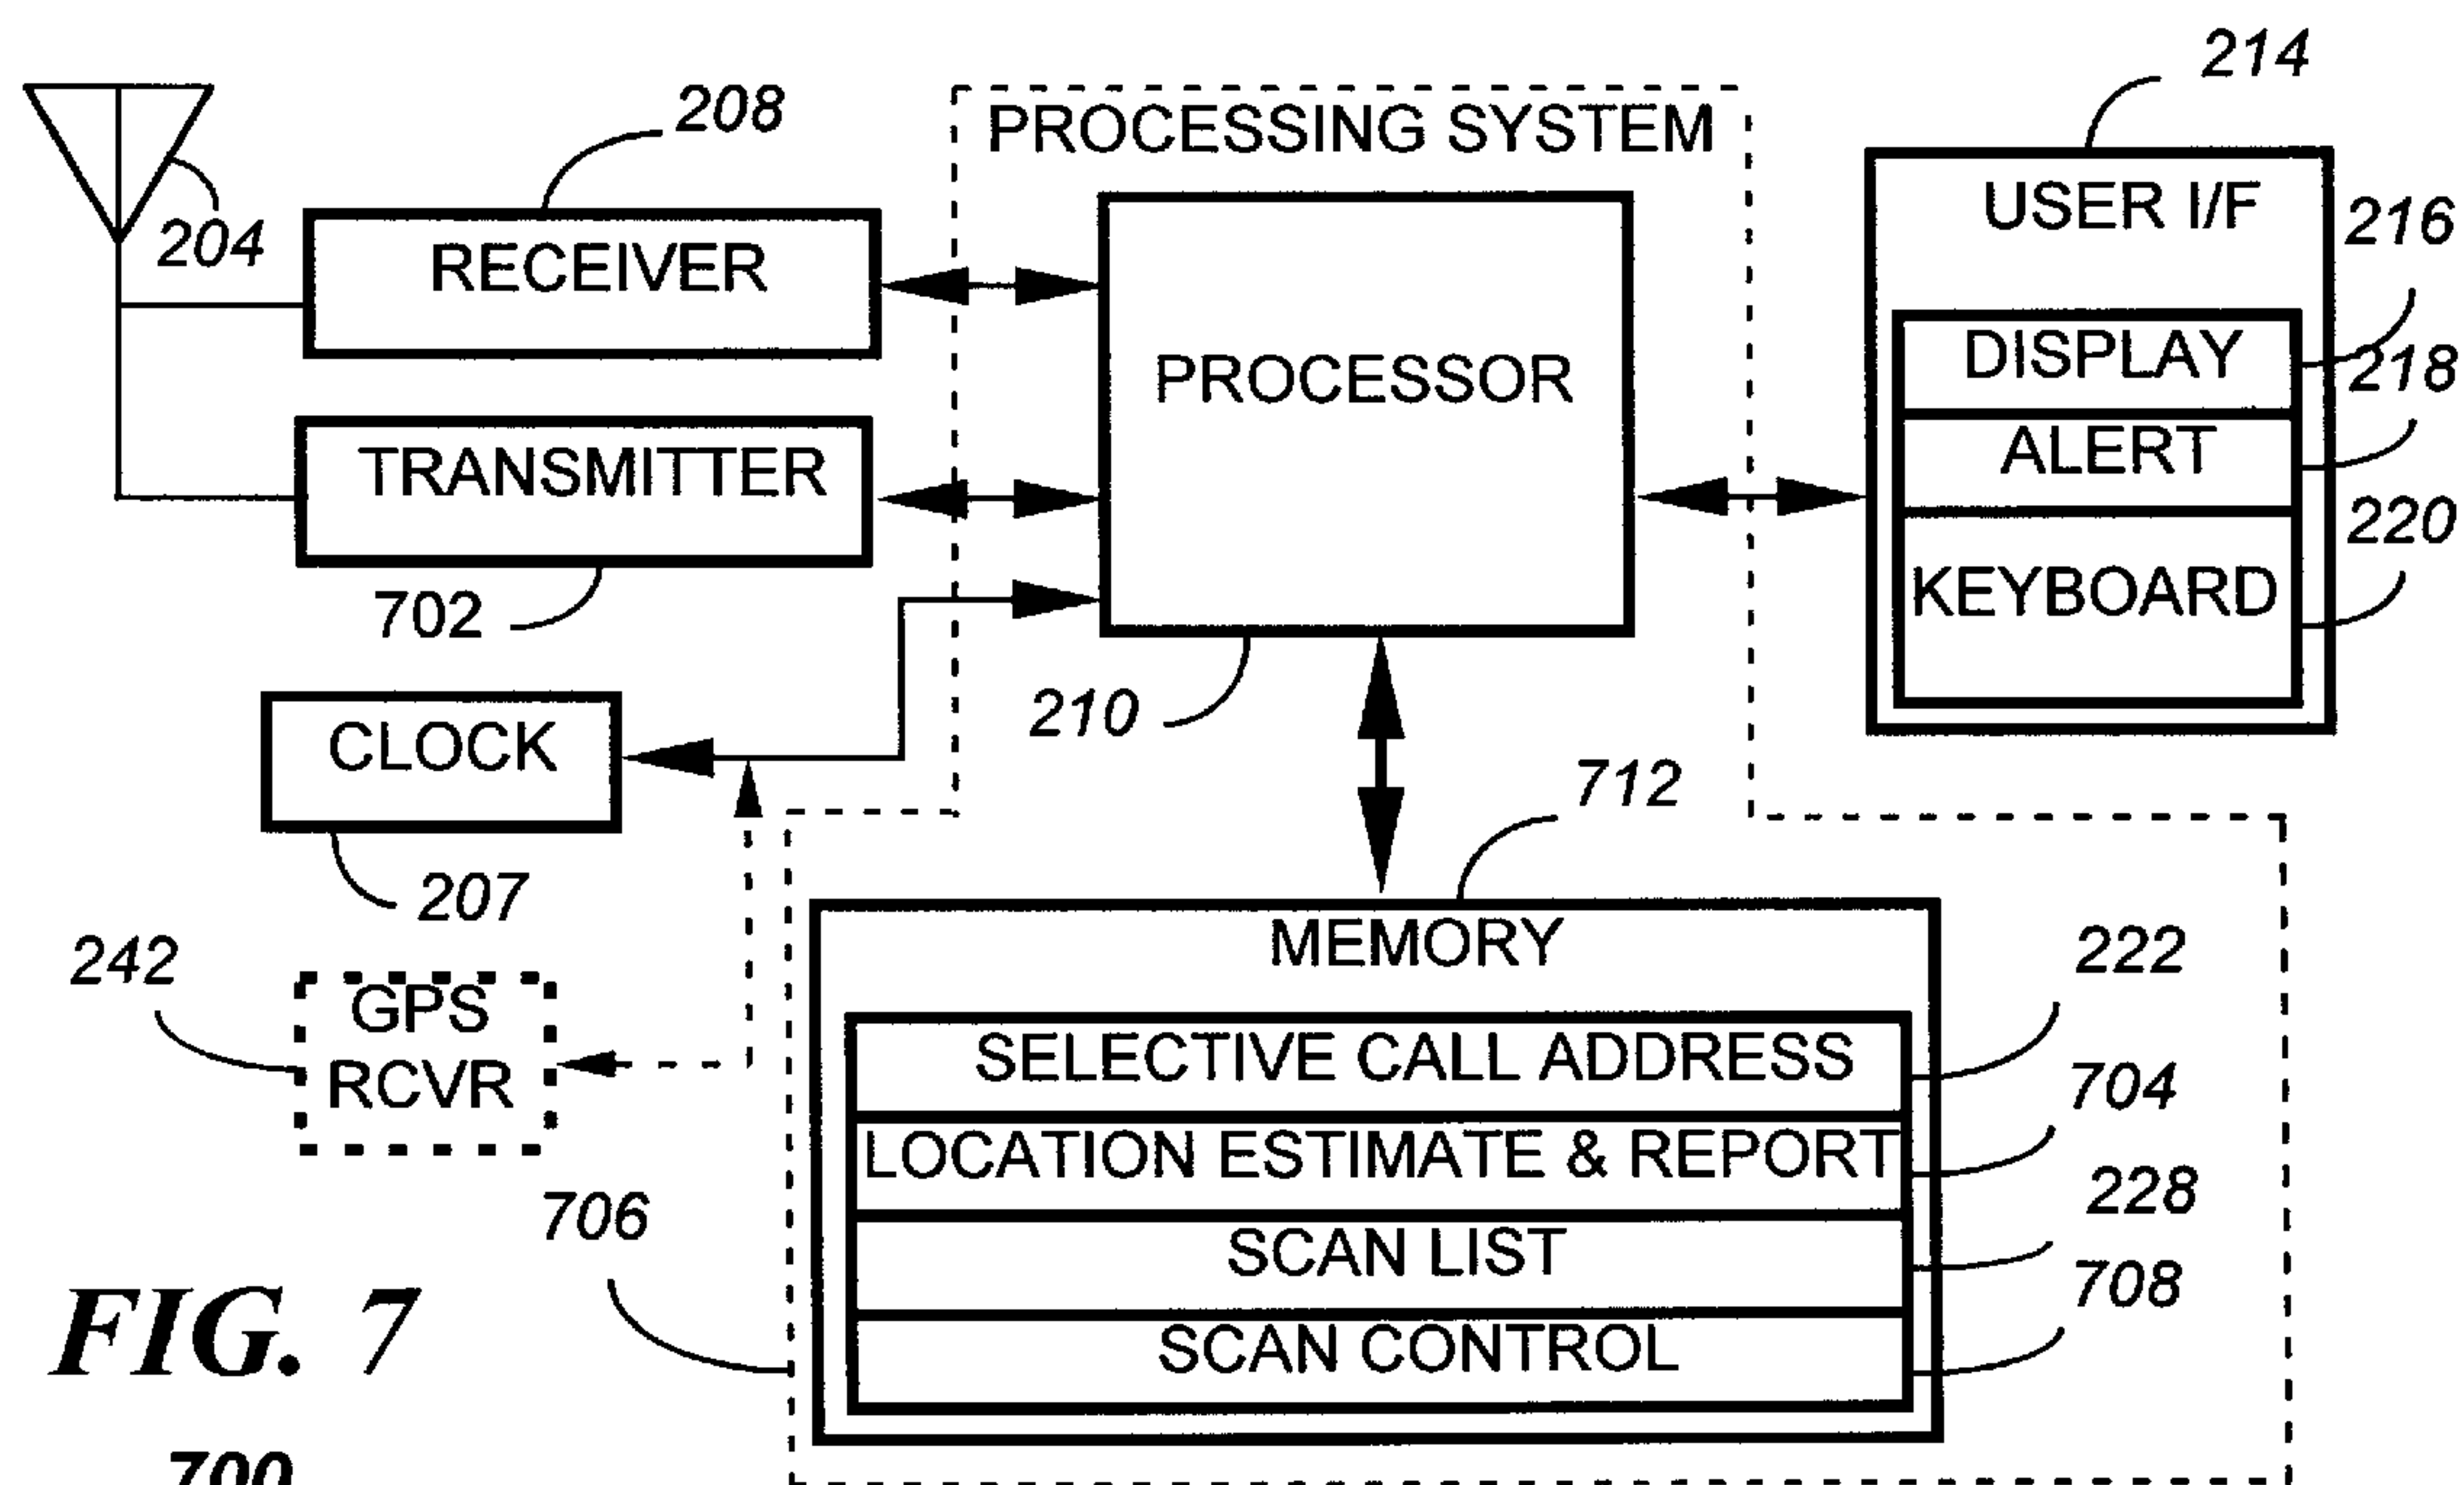 214
208
PROCESSING SYSTEM
USER I/F
216
204
RECEIVER
DISPLAY
218
PROCESSOR
ALERT
TRANSMITTER
220
KEYBOARD
702
210
CLOCK
712
207
MEMORY
242
222
GPS
RCVR
SELECTIVE CALL ADDRESS
704
LOCATION ESTIMATE & REPORT
228
706
SCAN LIST
708
FIG. 7
SCAN CONTROL
700